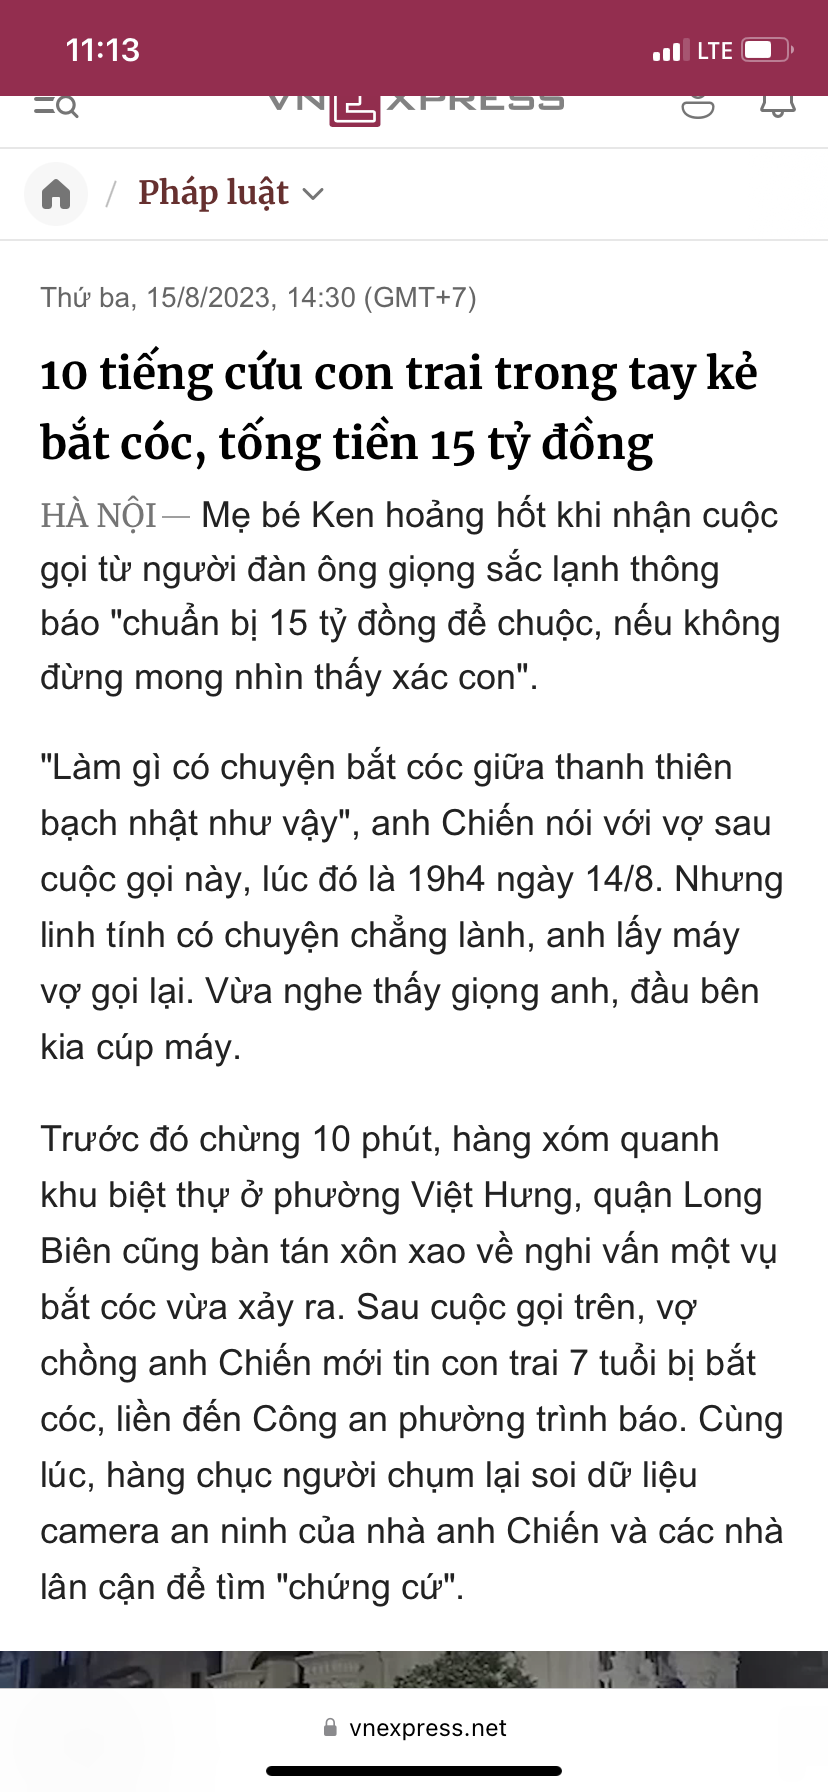 11:13
LTE
VNEXPRESS
/ Pháp luật
Thứ ba, 15/8/2023, 14:30 (GMT+7)
10 tiếng cứu con trai trong tay kẻ
bắt cóc, tống tiền 15 tỷ đồng
HÀ NỘI— Mẹ bé Ken hoảng hốt khi nhận cuộc
gọi từ người đàn ông giọng sắc lạnh thông
báo "chuẩn bị 15 tỷ đồng để chuộc, nếu không
đừng mong nhìn thấy xác con".
"Làm gì có chuyện bắt cóc giữa thanh thiên
bạch nhật như vậy", anh Chiến nói với vợ sau
cuộc gọi này, lúc đó là 19h4 ngày 14/8. Nhưng
linh tính có chuyện chẳng lành, anh lấy máy
vợ gọi lại. Vừa nghe thấy giọng anh, đầu bên
kia cúp máy.
Trước đó chừng 10 phút, hàng xóm quanh
khu biệt thự ở phường Việt Hưng, quận Long
Biên cũng bàn tán xôn xao về nghi vấn một vụ
bắt cóc vừa xảy ra. Sau cuộc gọi trên, vợ
chồng anh Chiến mới tin con trai 7 tuổi bị bắt
cóc, liền đến Công an phường trình báo. Cùng
lúc, hàng chục người chụm lại soi dữ liệu
camera an ninh của nhà anh Chiến và các nhà
lân cận để tìm "chứng cứ".
vnexpress.net